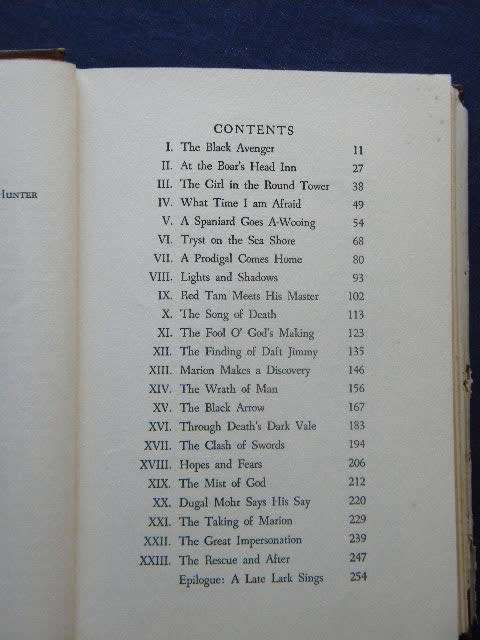 HUNTER
CONTENTS
I. The Black Avenger 11
II. At the Boar's Head Inn 27
III. The Girl in the Round Tower 38
IV. What Time I am Afraid 49
V. A Spaniard Goes A-Wooing 54
VI. Tryst on the Sea Shore 68
VII. A Prodigal Comes Home 80
VIII. Lights and Shadows 93
IX. Red Tam Meets His Master 102
X. The Song of Death 113
XI. The Fool O' God's Making 123
XII. The Finding of Daft Jimmy 135
XIII. Marion Makes a Discovery 146
XIV. The Wrath of Man 156
XV. The Black Arrow 167
XVI. Through Death's Dark Vale 183
XVII. The Clash of Swords 194
XVIII. Hopes and Fears 206
XIX. The Mist of God 212
XX. Dugal Mohr Says His Say 220
XXI. The Taking of Marion 229
XXII. The Great Impersonation 239
XXIII. The Rescue and After 247
Epilogue: A Late Lark Sings 254